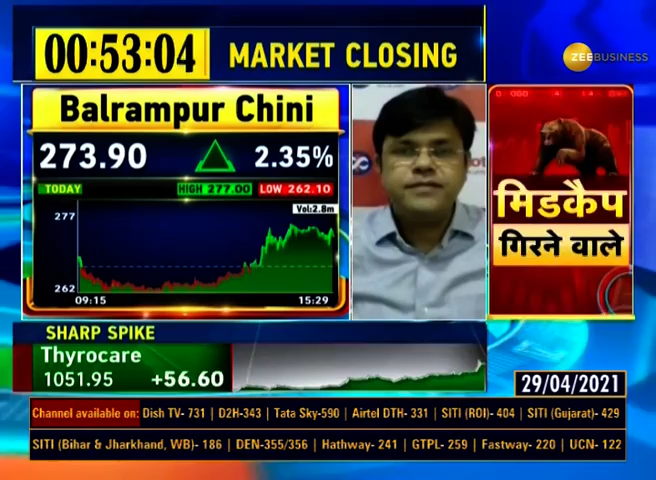 00:53:04 MARKET CLOSING
ZEEBUSINESS
Balrampur Chini
273.90 2.35%
TODAY HIGH 277.00 LOW 262.10
Vol:2.8m
277
262
09:15 15:29
मिडकैप
गिरने वाले
SHARP SPIKE
Thyrocare
1051.95 +56.60
29/04/2021
Channel available on: Dish TV- 731 | D2H-343 | Tata Sky-590 | Airtel DTH- 331 | SITI (ROI)- 404 | SITI (Gujarat)- 429
SITI (Bihar & Jharkhand, WB)- 186 | DEN-355/356 | Hathway- 241 | GTPL- 259 | Fastway- 220 | UCN- 122